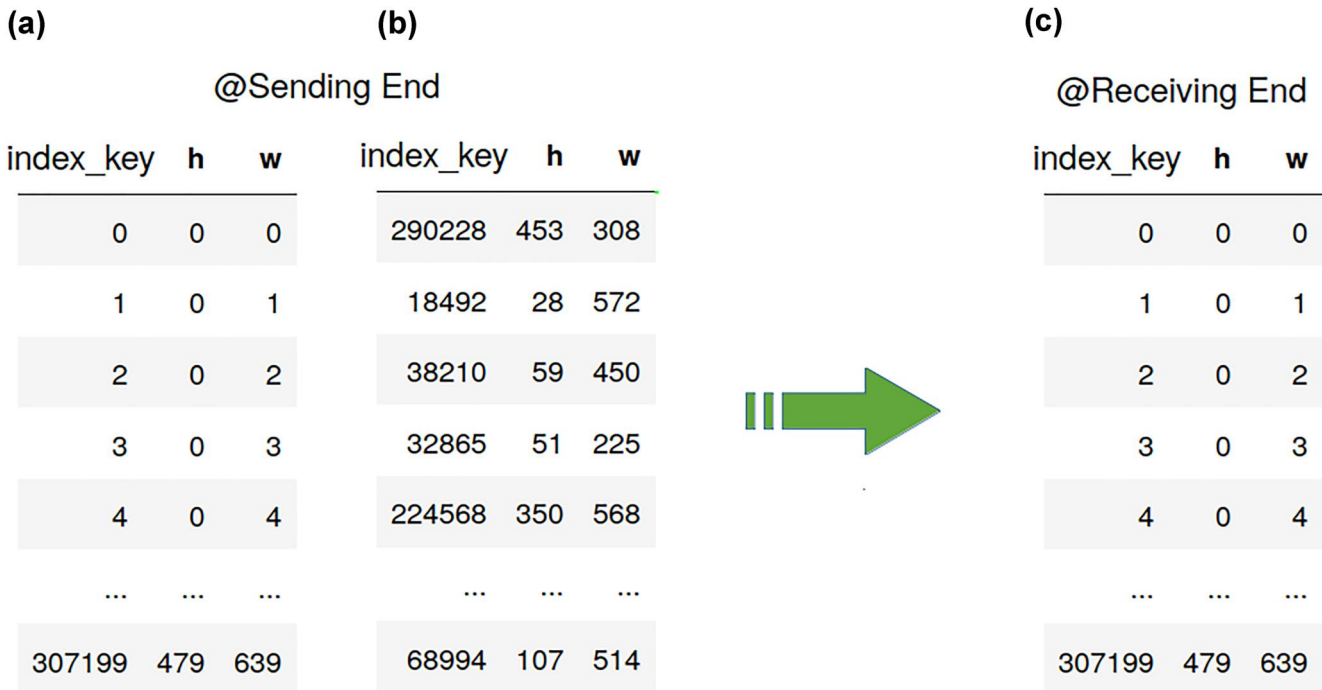 (a) (b) (c)
@Sending End @Receiving End
index_key h w index_key h w index_key h w
0 0 0 290228 453 308 0 0 0
1 0 1 18492 28 572 1 0 1
2 0 2 38210 59 450 2 0 2
3 0 3 32865 51 225 3 0 3
4 0 4 224568 350 568 4 0 4
... ... ... ... ... ... ... ... ...
307199 479 639 68994 107 514 307199 479 639